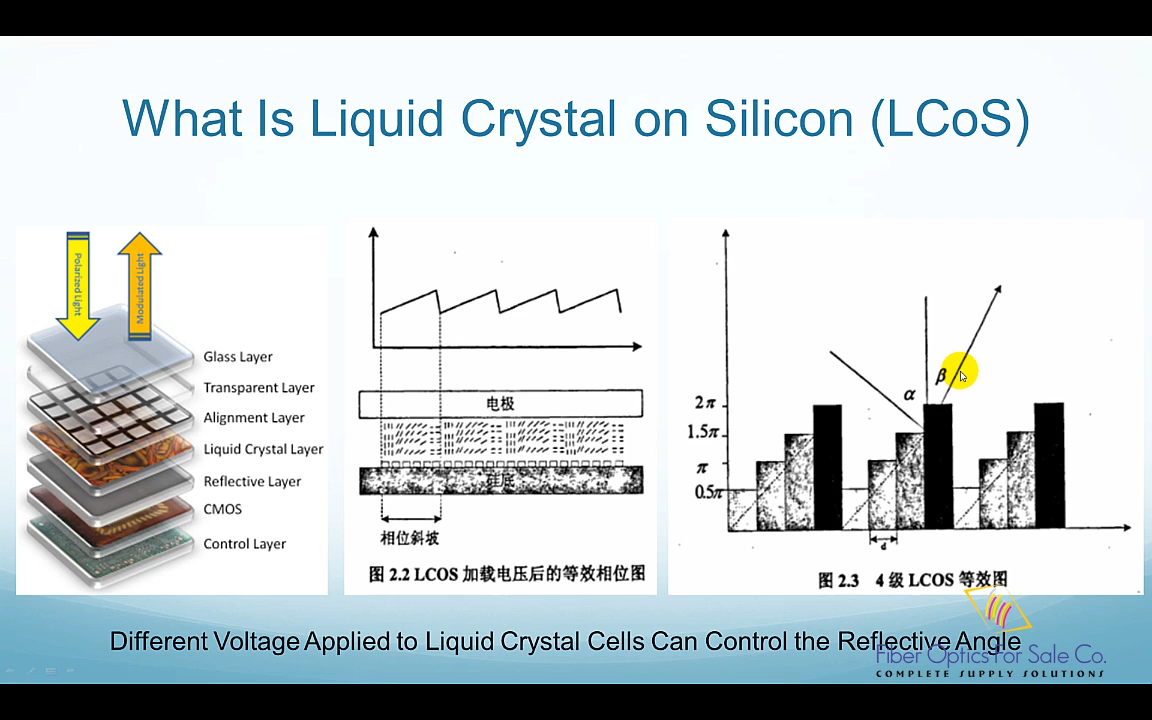 What Is Liquid Crystal on Silicon (LCoS)
Polarized Light
Modulated Light
Glass Layer
Transparent Layer
Alignment Layer
Liquid Crystal Layer
Reflective Layer
CMOS
Control Layer
电极
硅底
相位斜坡
图 2.2 LCOS 加载电压后的等效相位图
α
β
2π
1.5π
π
0.5π
d
图 2.3 4 级 LCOS 等效图
Different Voltage Applied to Liquid Crystal Cells Can Control the Reflective Angle
Fiber Optics For Sale Co.
COMPLETE SUPPLY SOLUTIONS